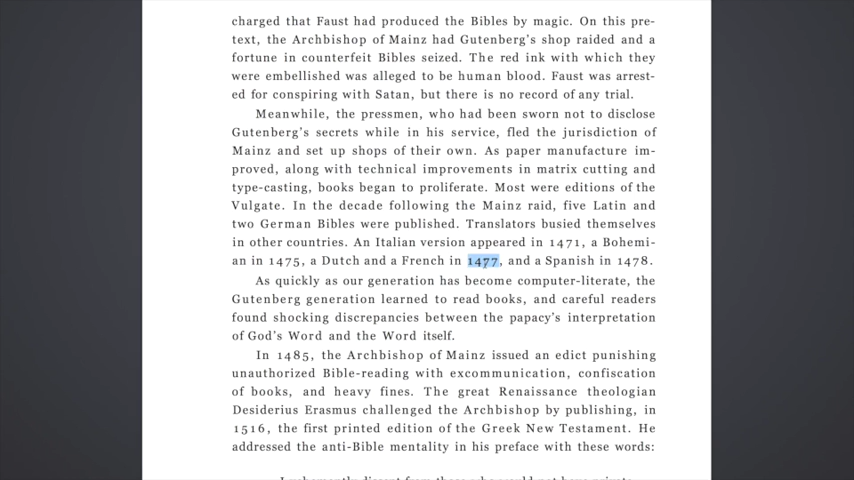 charged that Faust had produced the Bibles by magic. On this pre-
text, the Archbishop of Mainz had Gutenberg's shop raided and a
fortune in counterfeit Bibles seized. The red ink with which they
were embellished was alleged to be human blood. Faust was arrest-
ed for conspiring with Satan, but there is no record of any trial.
Meanwhile, the pressmen, who had been sworn not to disclose
Gutenberg's secrets while in his service, fled the jurisdiction of
Mainz and set up shops of their own. As paper manufacture im-
proved, along with technical improvements in matrix cutting and
type-casting, books began to proliferate. Most were editions of the
Vulgate. In the decade following the Mainz raid, five Latin and
two German Bibles were published. Translators busied themselves
in other countries. An Italian version appeared in 1471, a Bohemi-
an in 1475, a Dutch and a French in 1477, and a Spanish in 1478.
As quickly as our generation has become computer-literate, the
Gutenberg generation learned to read books, and careful readers
found shocking discrepancies between the papacy's interpretation
of God's Word and the Word itself.
In 1485, the Archbishop of Mainz issued an edict punishing
unauthorized Bible-reading with excommunication, confiscation
of books, and heavy fines. The great Renaissance theologian
Desiderius Erasmus challenged the Archbishop by publishing, in
1516, the first printed edition of the Greek New Testament. He
addressed the anti-Bible mentality in his preface with these words: